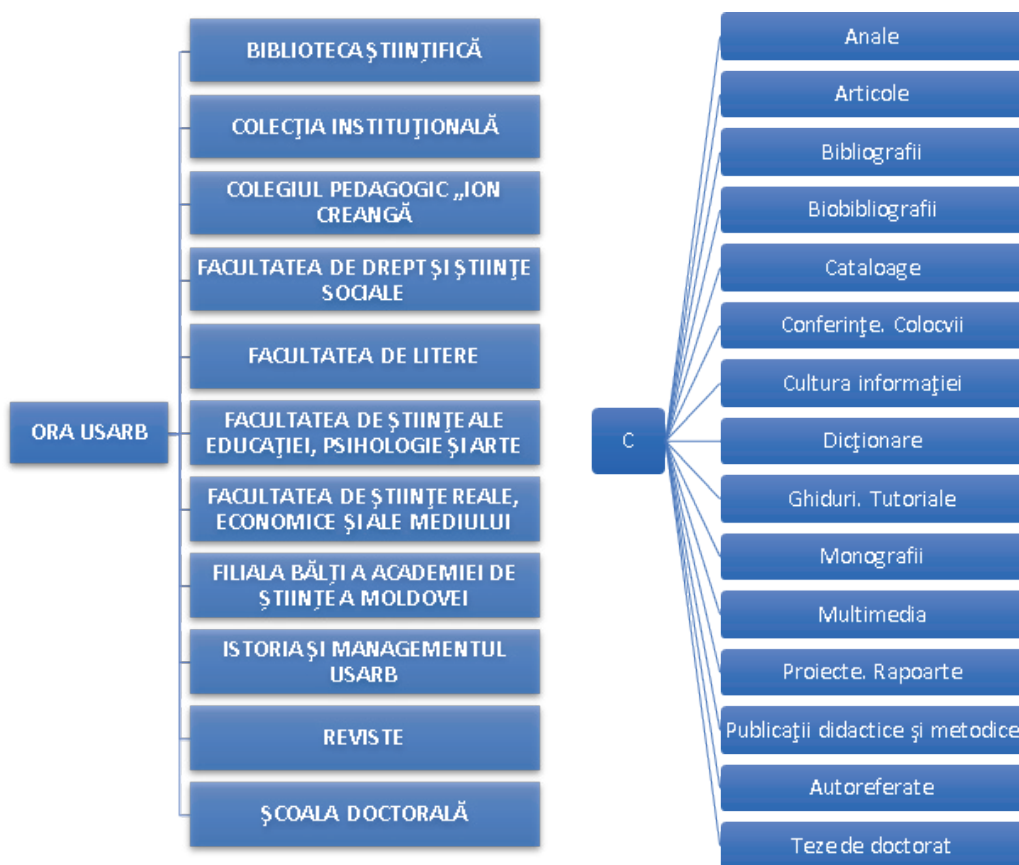 ORA USARB
BIBLIOTECA ŞTIINŢIFICĂ
COLECŢIA INSTITUŢIONALĂ
COLEGIUL PEDAGOGIC „ION
CREANGĂ
FACULTATEA DE DREPT ŞI ŞTIINŢE
SOCIALE
FACULTATEA DE LITERE
FACULTATEA DE ŞTIINŢE ALE
EDUCAŢIEI, PSIHOLOGIE ŞI ARTE
FACULTATEA DE ŞTIINŢE REALE,
ECONOMICE ŞI ALE MEDIULUI
FILIALA BĂLŢI A ACADEMIEI DE
ŞTIINŢE A MOLDOVEI
ISTORIA ŞI MANAGEMENTUL
USARB
REVISTE
ŞCOALA DOCTORALĂ
C
Anale
Articole
Bibliografii
Biobibliografii
Cataloage
Conferinţe. Colocvii
Cultura informaţiei
Dicţionare
Ghiduri. Tutoriale
Monografii
Multimedia
Proiecte. Rapoarte
Publicaţii didactice şi metodice
Autoreferate
Teze de doctorat